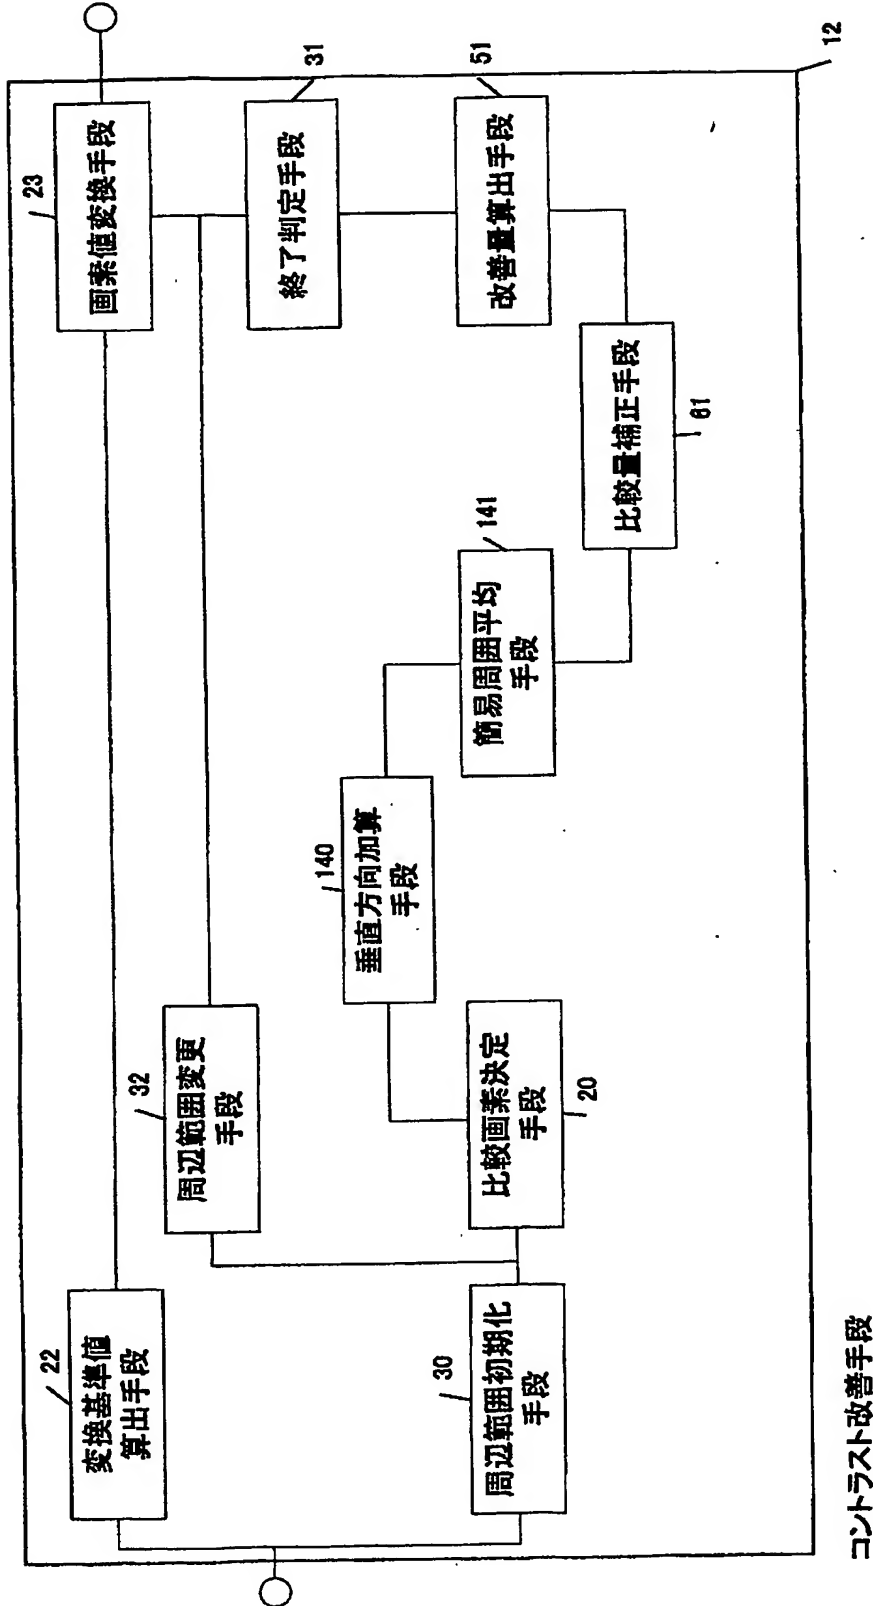 22
変換基準値
算出手段
23
画素値変換手段
32
周辺範囲変更
手段
31
終了判定手段
140
垂直方向加算
手段
141
簡易周囲平均
手段
51
改善量算出手段
30
周辺範囲初期化
手段
20
比較画素決定
手段
61
比較量補正手段
12
コントラスト改善手段